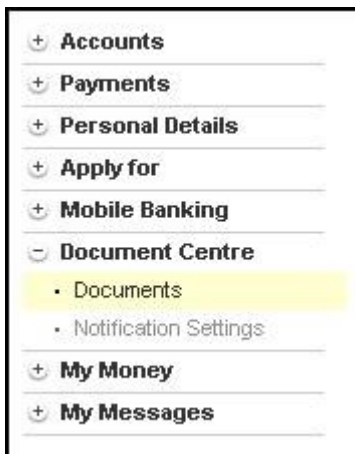 Accounts
Payments
Personal Details
Apply for
Mobile Banking
Document Centre
Documents
Notification Settings
My Money
My Messages